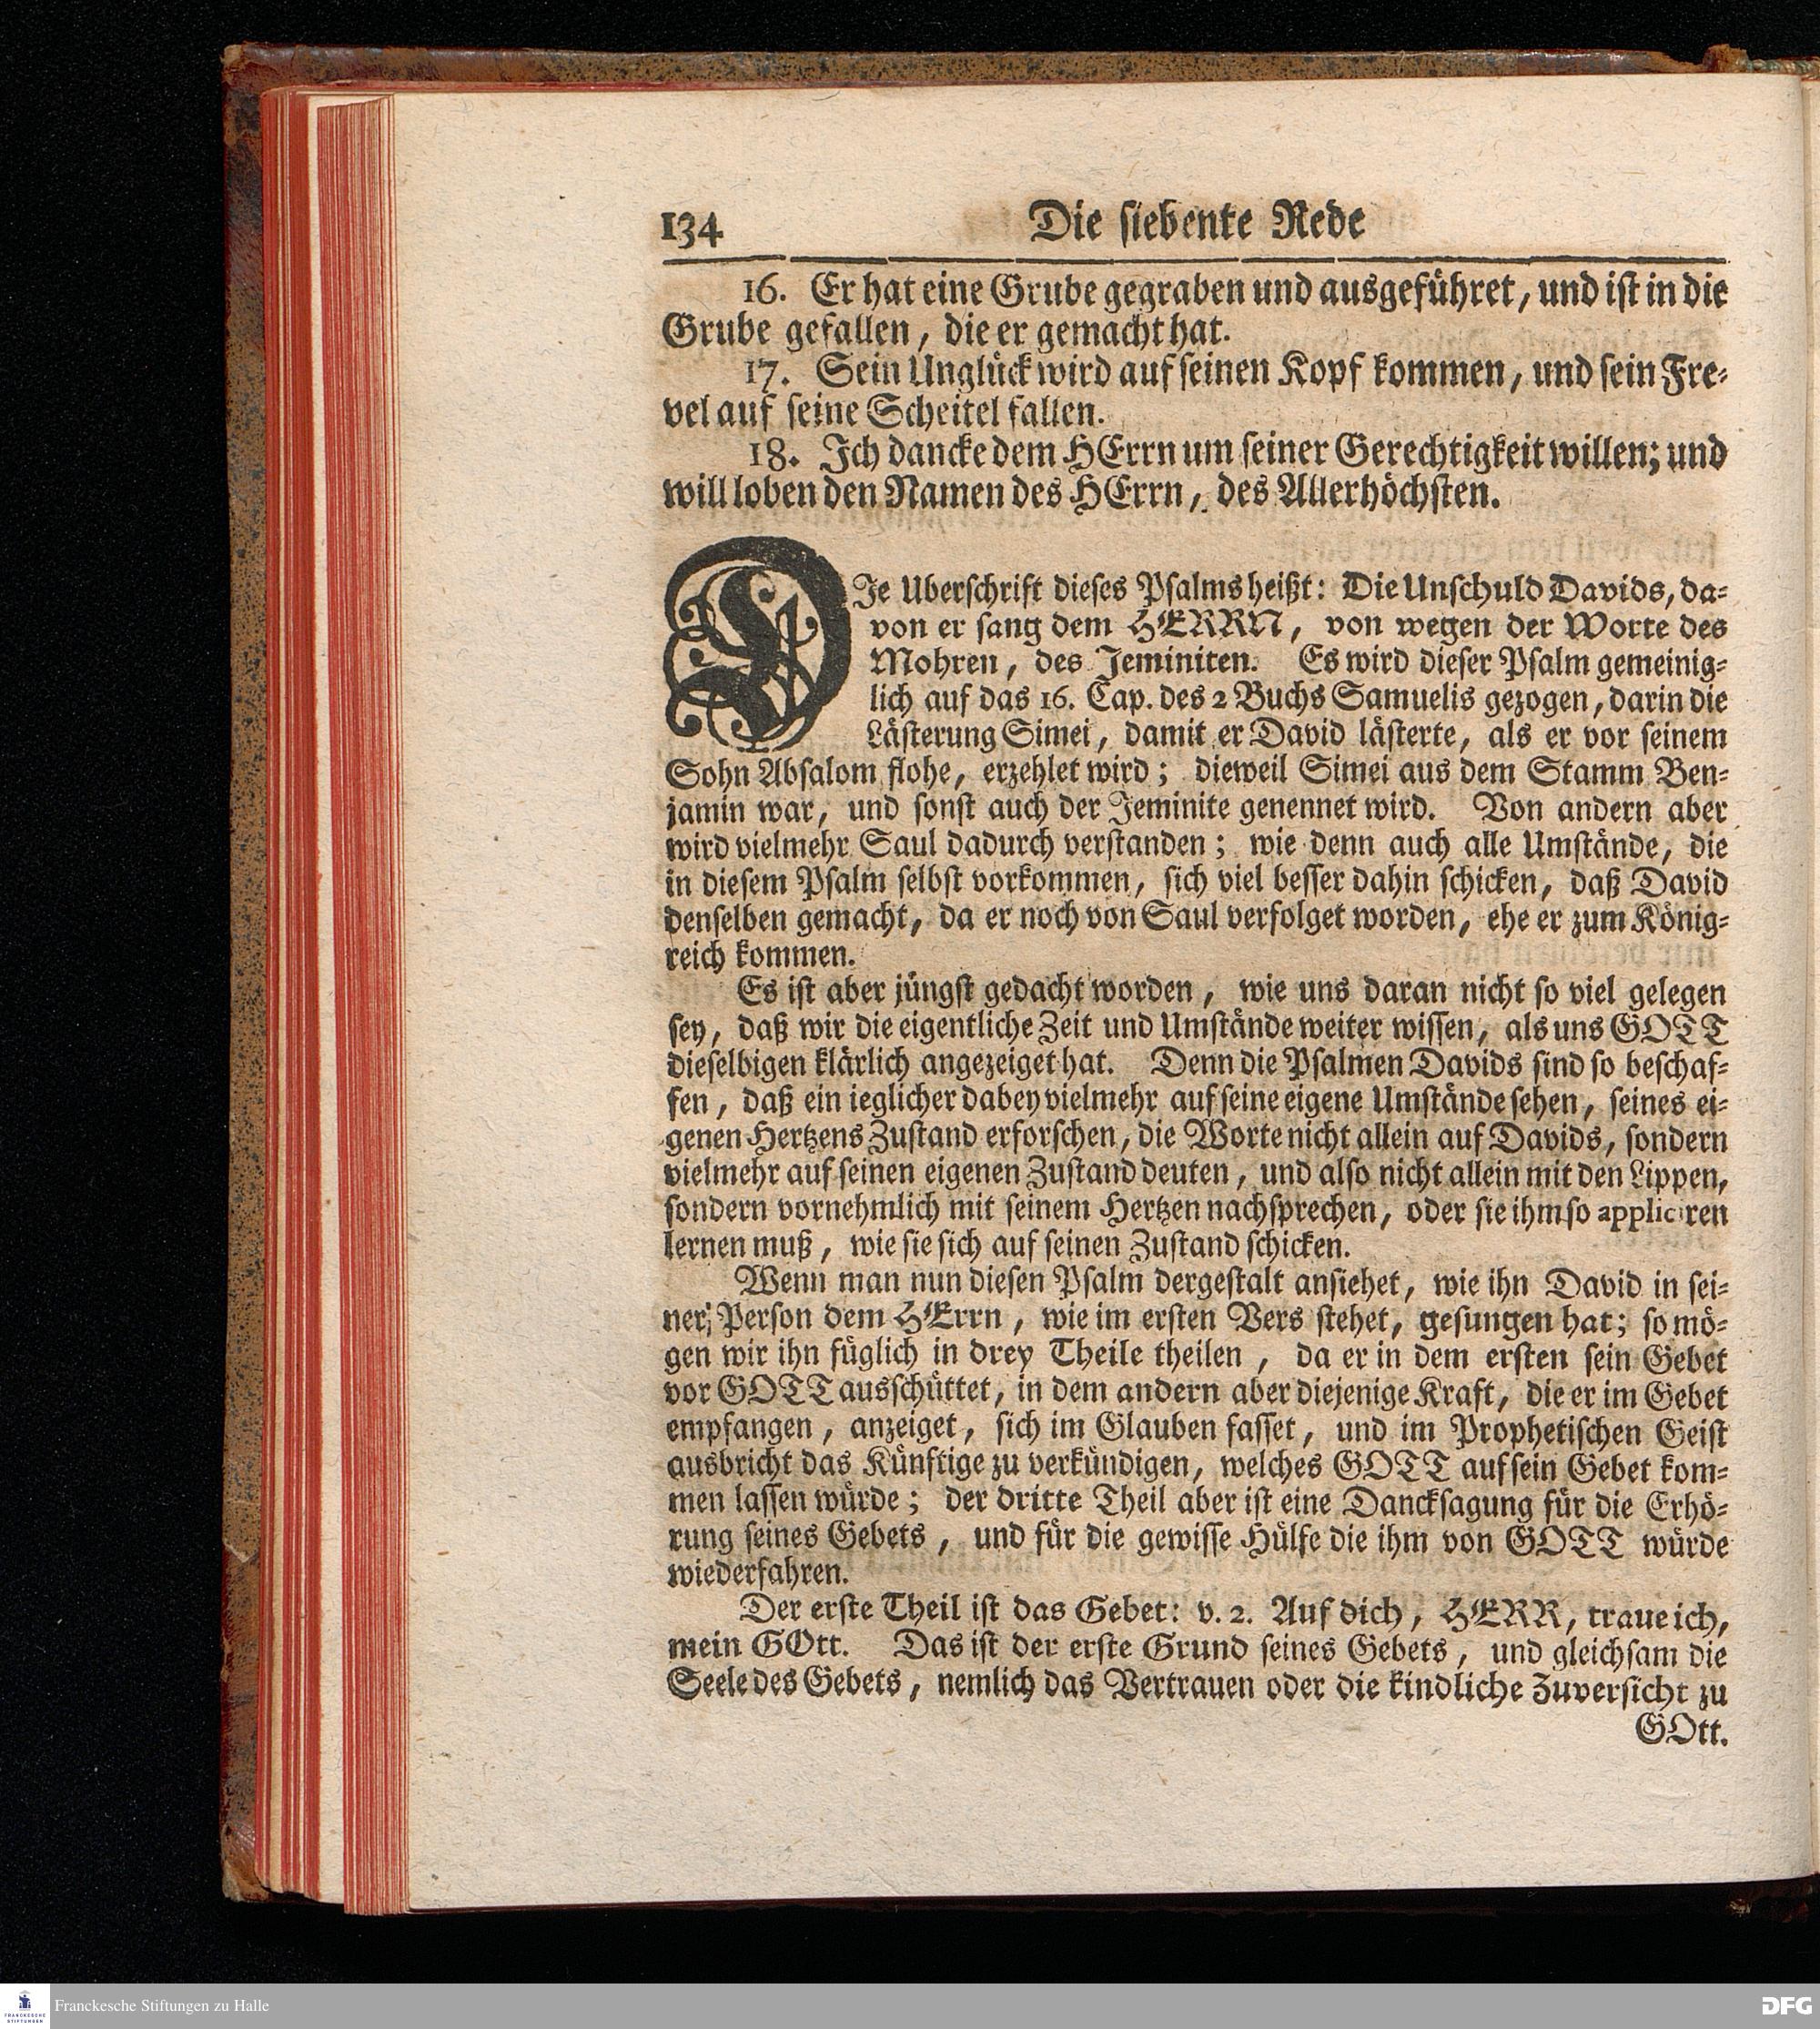 134 Die siebente Rede
16. Er hat eine Grube gegraben und ausgeführet, und ist in die
Grube gefallen, die er gemacht hat.
17. Sein Unglück wird auf seinen Kopf kommen, und sein Fre-
vel auf seine Scheitel fallen.
18. Ich dancke dem HErrn um seiner Gerechtigkeit willen; und
will loben den Namen des HErrn, des Allerhöchsten.
DIe Uberschrift dieses Psalms heißt: Die Unschuld Davids, da-
von er sang dem HERRN, von wegen der Worte des
Mohren, des Jeminiten. Es wird dieser Psalm gemeinig-
lich auf das 16. Cap. des 2 Buchs Samuelis gezogen, darin die
Lästerung Simei, damit er David lästerte, als er vor seinem
Sohn Absalom flohe, erzehlet wird; dieweil Simei aus dem Stamm Ben-
jamin war, und sonst auch der Jeminite genennet wird. Von andern aber
wird vielmehr Saul dadurch verstanden; wie denn auch alle Umstände, die
in diesem Psalm selbst vorkommen, sich viel besser dahin schicken, daß David
denselben gemacht, da er noch von Saul verfolget worden, ehe er zum König-
reich kommen.
Es ist aber jüngst gedacht worden, wie uns daran nicht so viel gelegen
sey, daß wir die eigentliche Zeit und Umstände weiter wissen, als uns GOTT
dieselbigen klärlich angezeiget hat. Denn die Psalmen Davids sind so beschaf-
fen, daß ein ieglicher dabey vielmehr auf seine eigene Umstände sehen, seines ei-
genen Hertzens Zustand erforschen, die Worte nicht allein auf Davids, sondern
vielmehr auf seinen eigenen Zustand deuten, und also nicht allein mit den Lippen,
sondern vornehmlich mit seinem Hertzen nachsprechen, oder sie ihm so appliciren
lernen muß, wie sie sich auf seinen Zustand schicken.
Wenn man nun diesen Psalm dergestalt ansiehet, wie ihn David in sei-
ner Person dem HErrn, wie im ersten Vers stehet, gesungen hat; so mö-
gen wir ihn füglich in drey Theile theilen, da er in dem ersten sein Gebet
vor GOTT ausschüttet, in dem andern aber diejenige Kraft, die er im Gebet
empfangen, anzeiget, sich im Glauben fasset, und im Prophetischen Geist
ausbricht das Künftige zu verkündigen, welches GOTT auf sein Gebet kom-
men lassen würde; der dritte Theil aber ist eine Dancksagung für die Erhö-
rung seines Gebets, und für die gewisse Hülfe die ihm von GOTT würde
wiederfahren.
Der erste Theil ist das Gebet: v. 2. Auf dich, HERR, traue ich,
mein GOtt. Das ist der erste Grund seines Gebets, und gleichsam die
Seele des Gebets, nemlich das Vertrauen oder die kindliche Zuversicht zu
GOtt.
FRANCKESCHE
STIFTUNGEN
Franckesche Stiftungen zu Halle
DFG